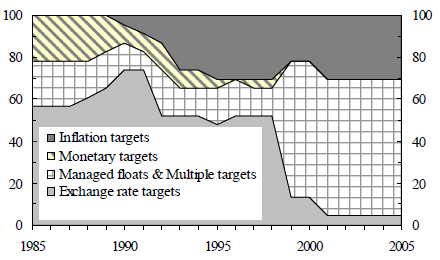 100 100
80 80
60 60
40 40
20 20
0 0
Inflation targets
Monetary targets
Managed floats & Multiple targets
Exchange rate targets
1985 1990 1995 2000 2005